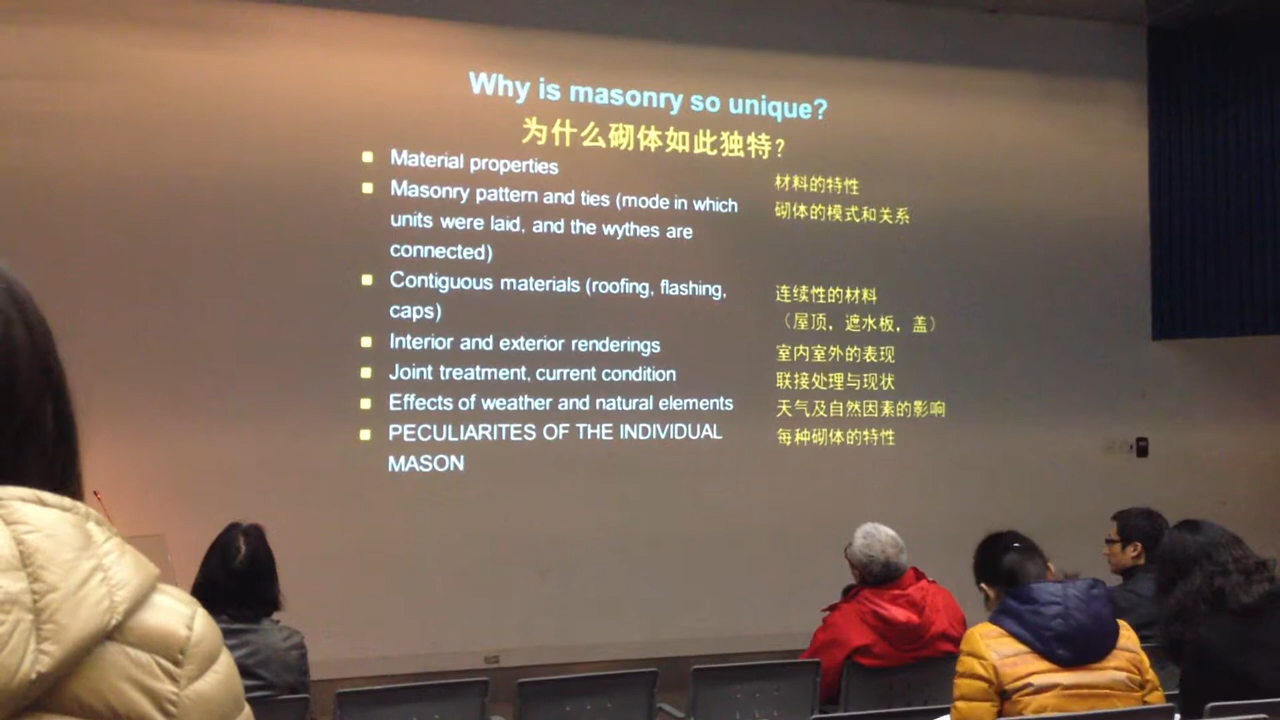 Why is masonry so unique?
为什么砌体如此独特?
Material properties
Masonry pattern and ties (mode in which
units were laid, and the wythes are
connected)
Contiguous materials (roofing, flashing,
caps)
Interior and exterior renderings
Joint treatment, current condition
Effects of weather and natural elements
PECULIARITES OF THE INDIVIDUAL
MASON
材料的特性
砌体的模式和关系
连续性的材料
（屋顶，遮水板，盖）
室内室外的表现
联接处理与现状
天气及自然因素的影响
每种砌体的特性